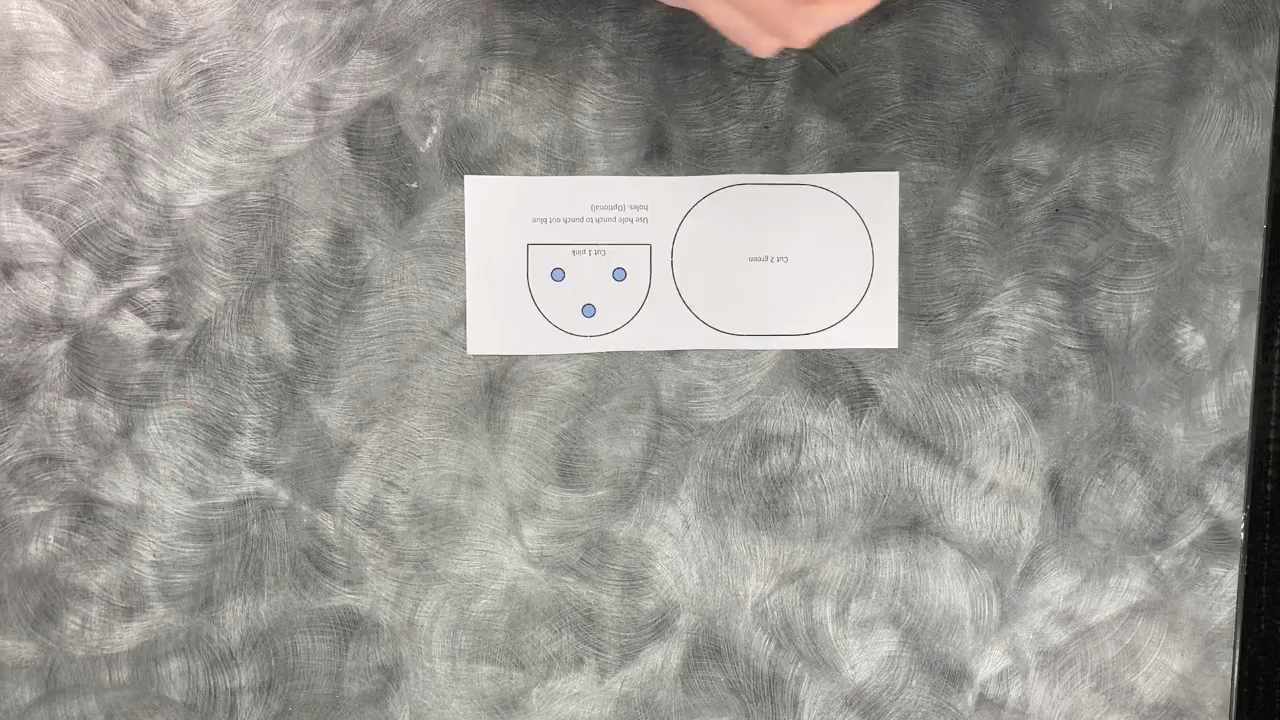 Cut 2 green
Cut 1 pink
Use hole punch to punch out blue
holes. (Optional)